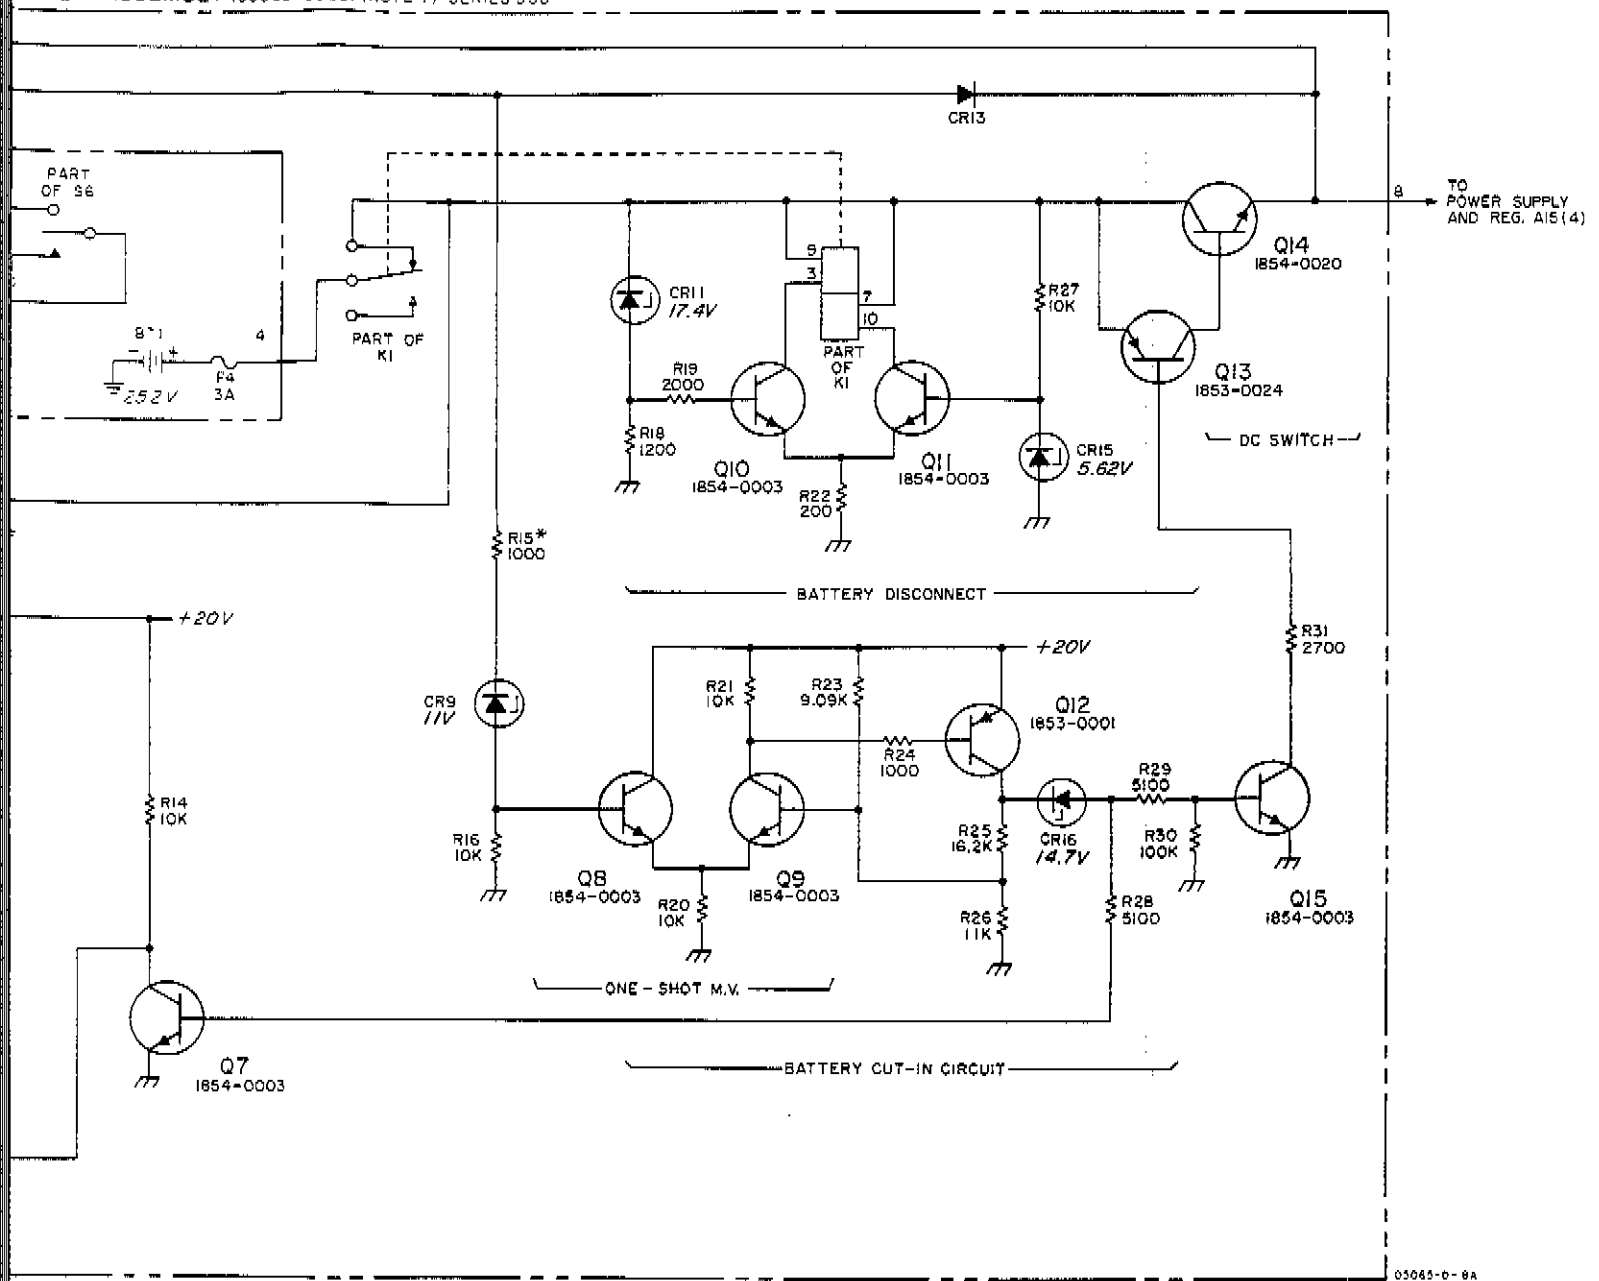 SERIES
CR13
PART
OF S6
8
TO
POWER SUPPLY
AND REG. A15(4)
Q14
1854-0020
9
3
7
10
PART
OF
K1
CR11
17.4V
R27
10K
4
- +
F4
3A
PART OF
K1
R19
2000
Q13
1853-0024
DC SWITCH
R18
1200
Q10
1854-0003
Q11
1854-0003
CR15
5.62V
R22
200
R15*
1000
BATTERY DISCONNECT
+20V
R31
2700
+20V
CR9
11V
R21
10K
R23
9.09K
Q12
1853-0001
R24
1000
R29
5100
R14
10K
R16
10K
R25
16.2K
CR16
14.7V
R30
100K
Q8
1854-0003
Q9
1854-0003
R20
10K
R26
11K
R28
5100
Q15
1854-0003
ONE-SHOT M.V.
Q7
1854-0003
BATTERY CUT-IN CIRCUIT